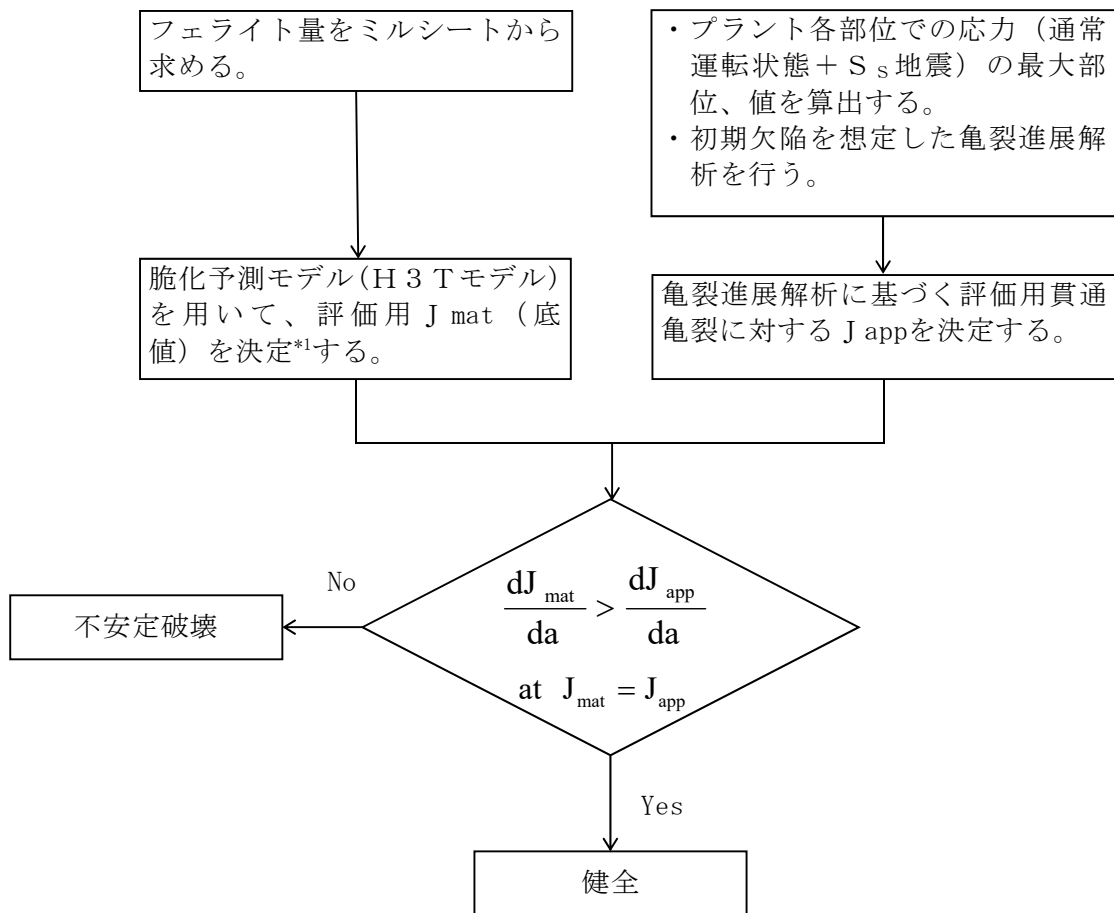 フェライト量をミルシートから
求める。
・プラント各部位での応力（通常
運転状態＋Ｓs地震）の最大部
位、値を算出する。
・初期欠陥を想定した亀裂進展解
析を行う。
脆化予測モデル(Ｈ３Ｔモデル)
を用いて、評価用Ｊmat（底
値）を決定*1する。
亀裂進展解析に基づく評価用貫通
亀裂に対するＪappを決定する。
dJmat/da > dJapp/da
at Jmat = Japp
No
不安定破壊
Yes
健全